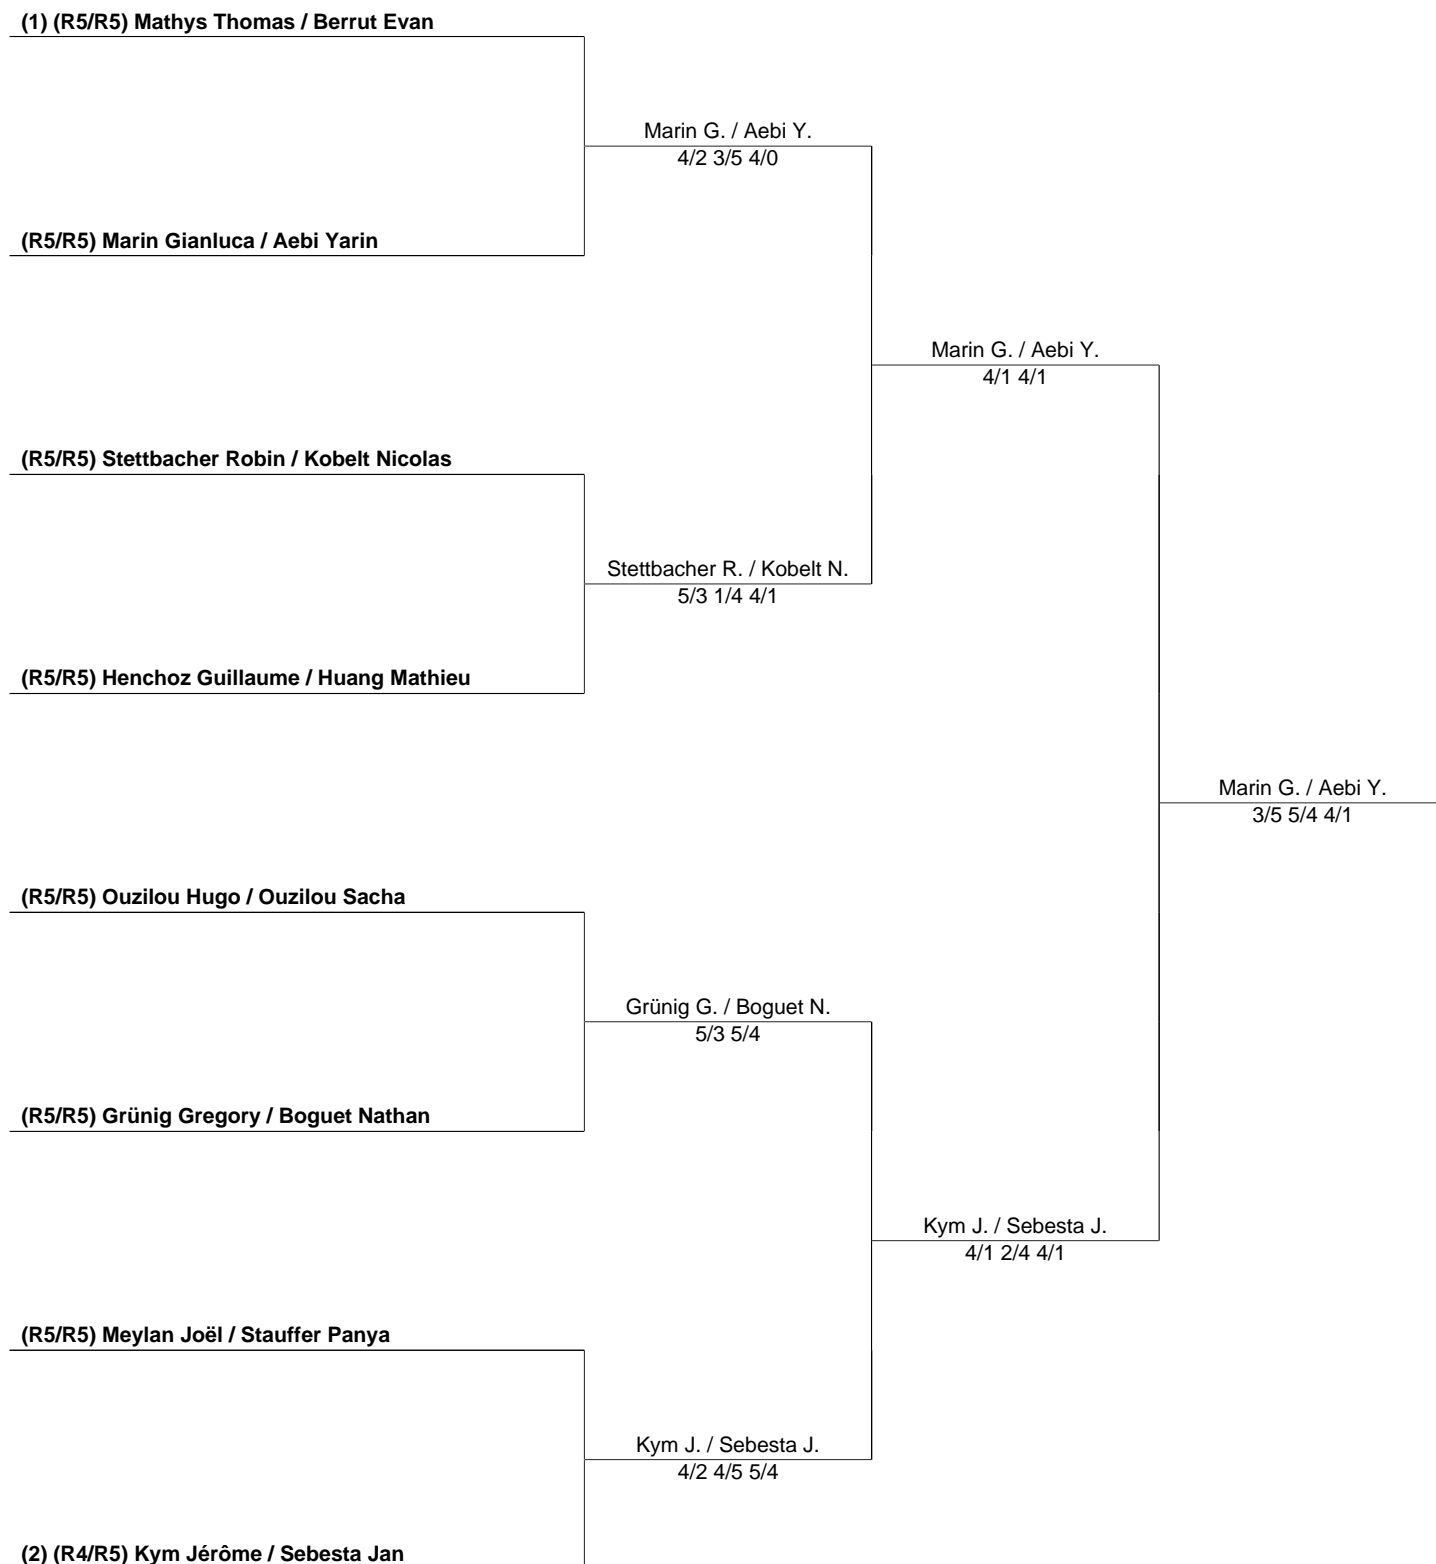 (1) (R5/R5) Mathys Thomas / Berrut Evan
Marin G. / Aebi Y.
4/2 3/5 4/0
(R5/R5) Marin Gianluca / Aebi Yarin
Marin G. / Aebi Y.
4/1 4/1
(R5/R5) Stettbacher Robin / Kobelt Nicolas
Stettbacher R. / Kobelt N.
5/3 1/4 4/1
(R5/R5) Henchoz Guillaume / Huang Mathieu
Marin G. / Aebi Y.
3/5 5/4 4/1
(R5/R5) Ouzilou Hugo / Ouzilou Sacha
Grünig G. / Boguet N.
5/3 5/4
(R5/R5) Grünig Gregory / Boguet Nathan
Kym J. / Sebesta J.
4/1 2/4 4/1
(R5/R5) Meylan Joël / Stauffer Panya
Kym J. / Sebesta J.
4/2 4/5 5/4
(2) (R4/R5) Kym Jérôme / Sebesta Jan